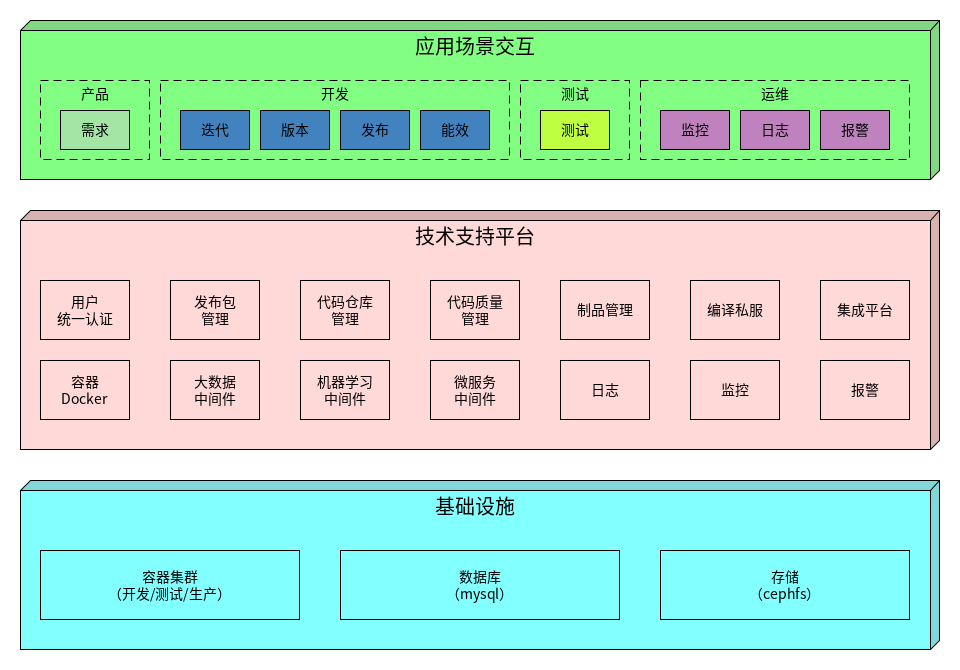 应用场景交互
产品
需求
开发
迭代
版本
发布
能效
测试
测试
运维
监控
日志
报警
技术支持平台
用户
统一认证
发布包
管理
代码仓库
管理
代码质量
管理
制品管理
编译私服
集成平台
容器
Docker
大数据
中间件
机器学习
中间件
微服务
中间件
日志
监控
报警
基础设施
容器集群
（开发/测试/生产）
数据库
（mysql）
存储
（cephfs）